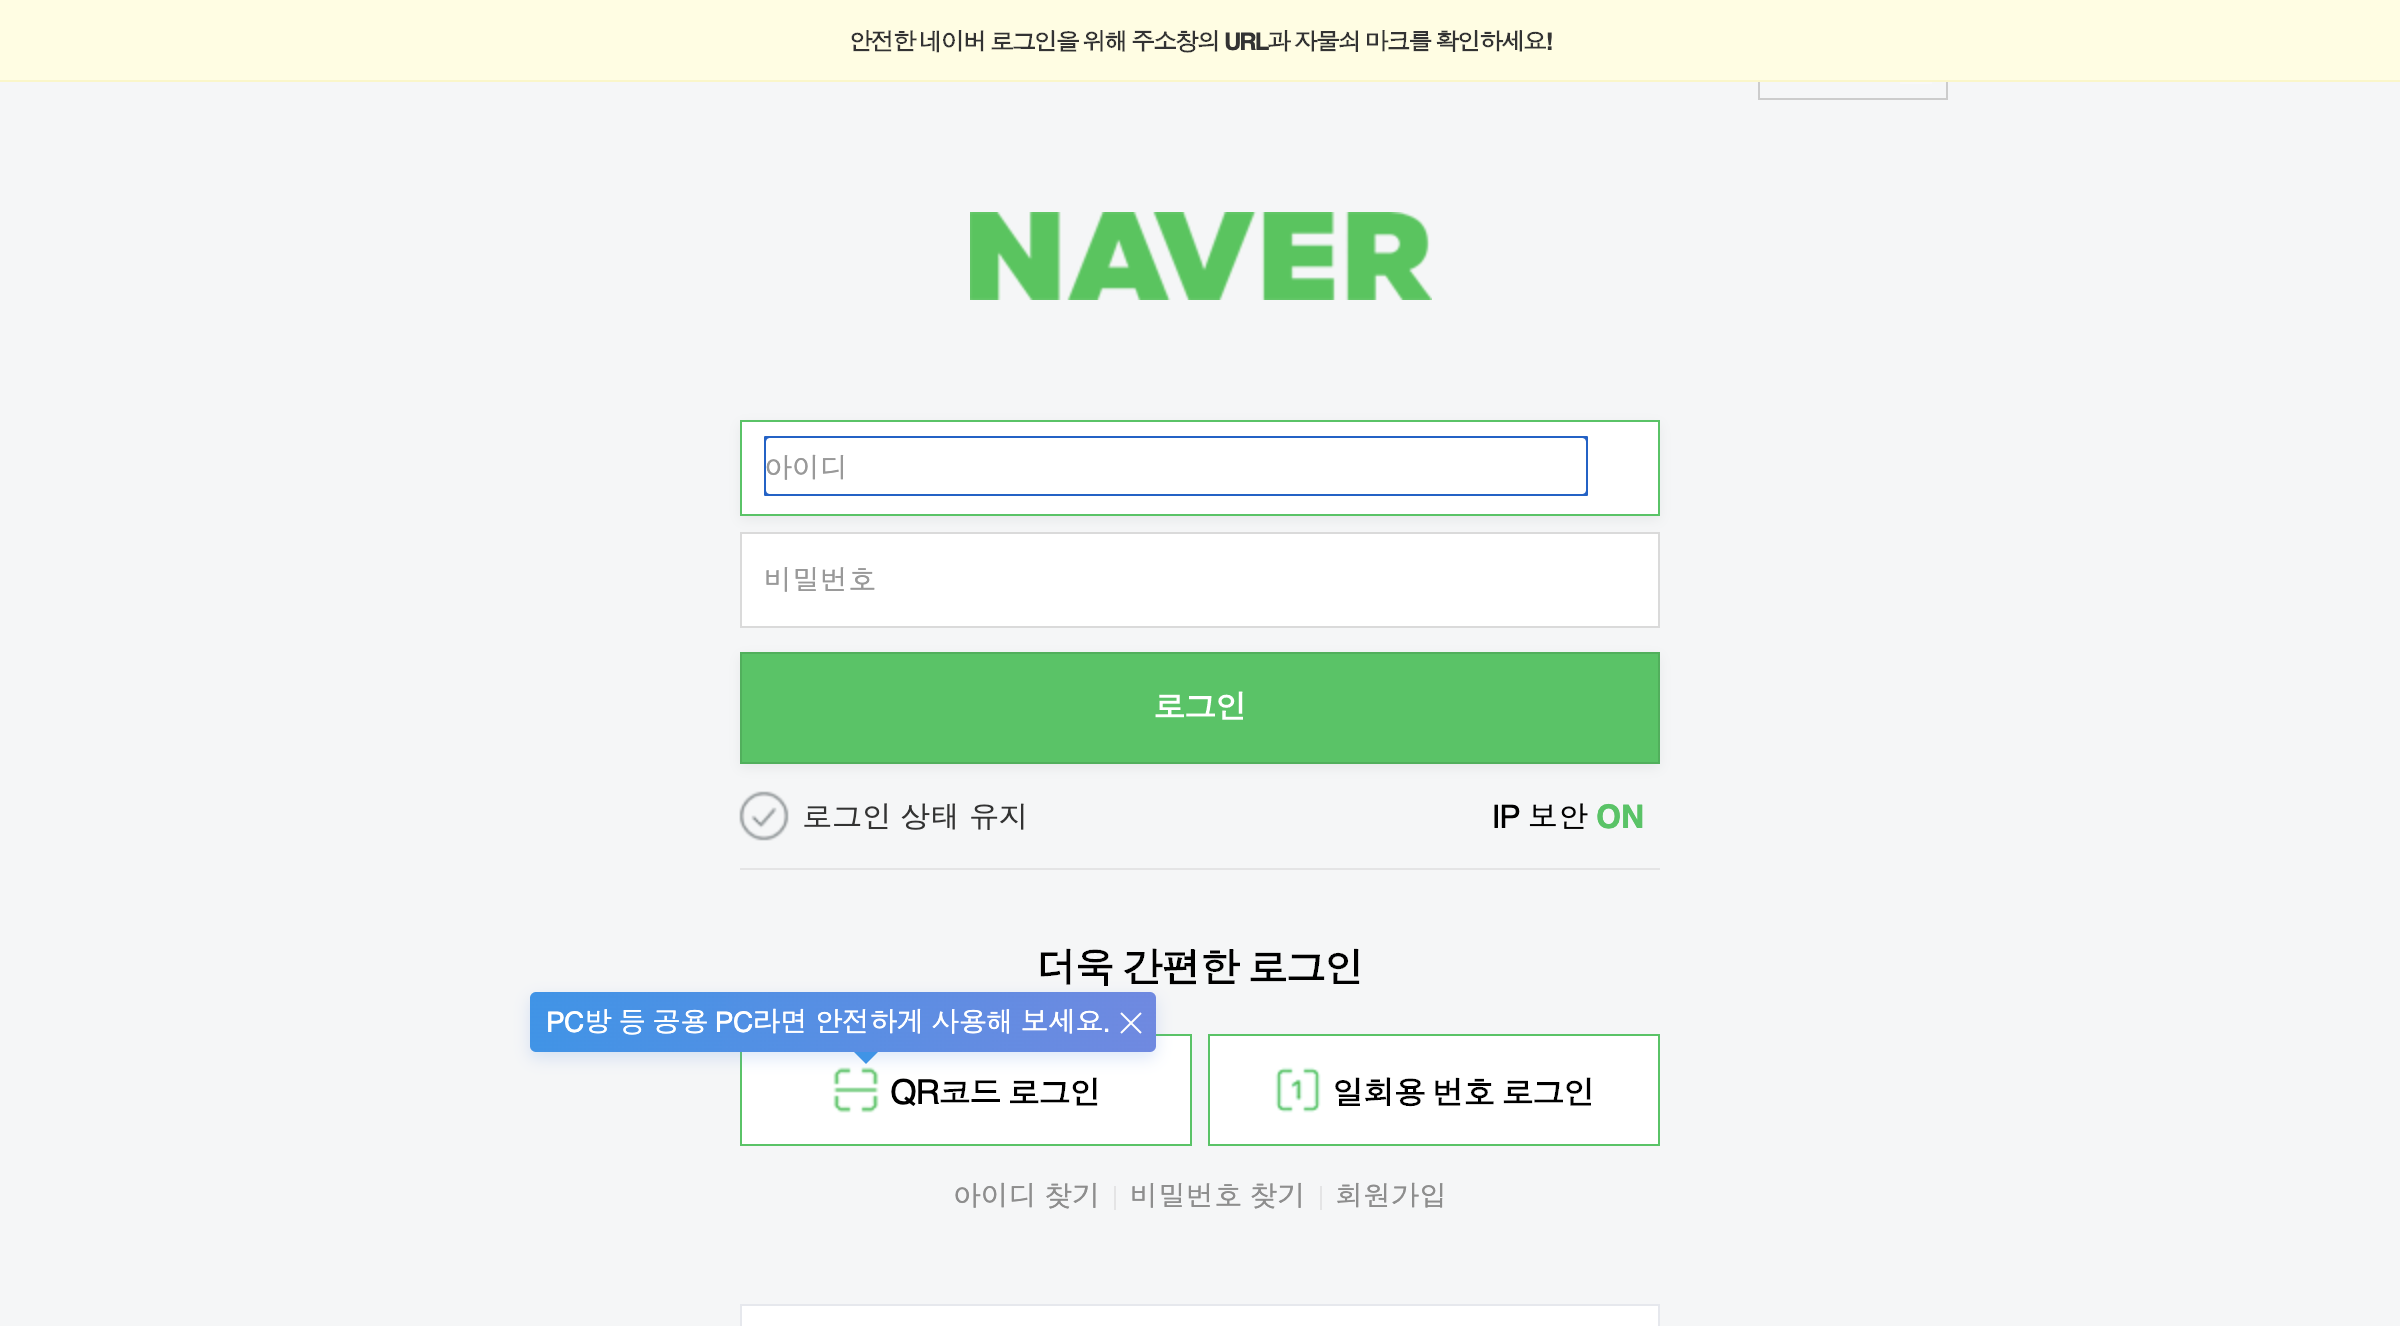 안전한 네이버 로그인을 위해 주소창의 URL과 자물쇠 마크를 확인하세요!
NAVER
아이디
비밀번호
로그인
로그인 상태 유지
IP 보안 ON
더욱 간편한 로그인
PC방 등 공용 PC라면 안전하게 사용해 보세요.
QR코드 로그인
1 일회용 번호 로그인
아이디 찾기
비밀번호 찾기
회원가입